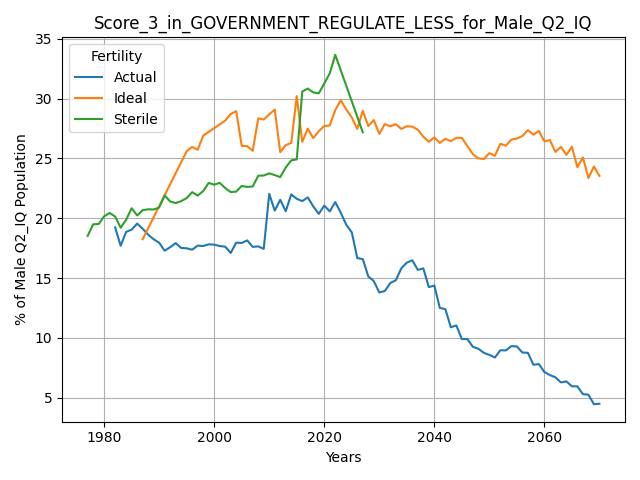 Score_3_in_GOVERNMENT_REGULATE_LESS_for_Male_Q2_IQ
35
30
25
20
15
10
5
% of Male Q2_IQ Population
Fertility
Actual
Ideal
Sterile
1980
2000
2020
2040
2060
Years